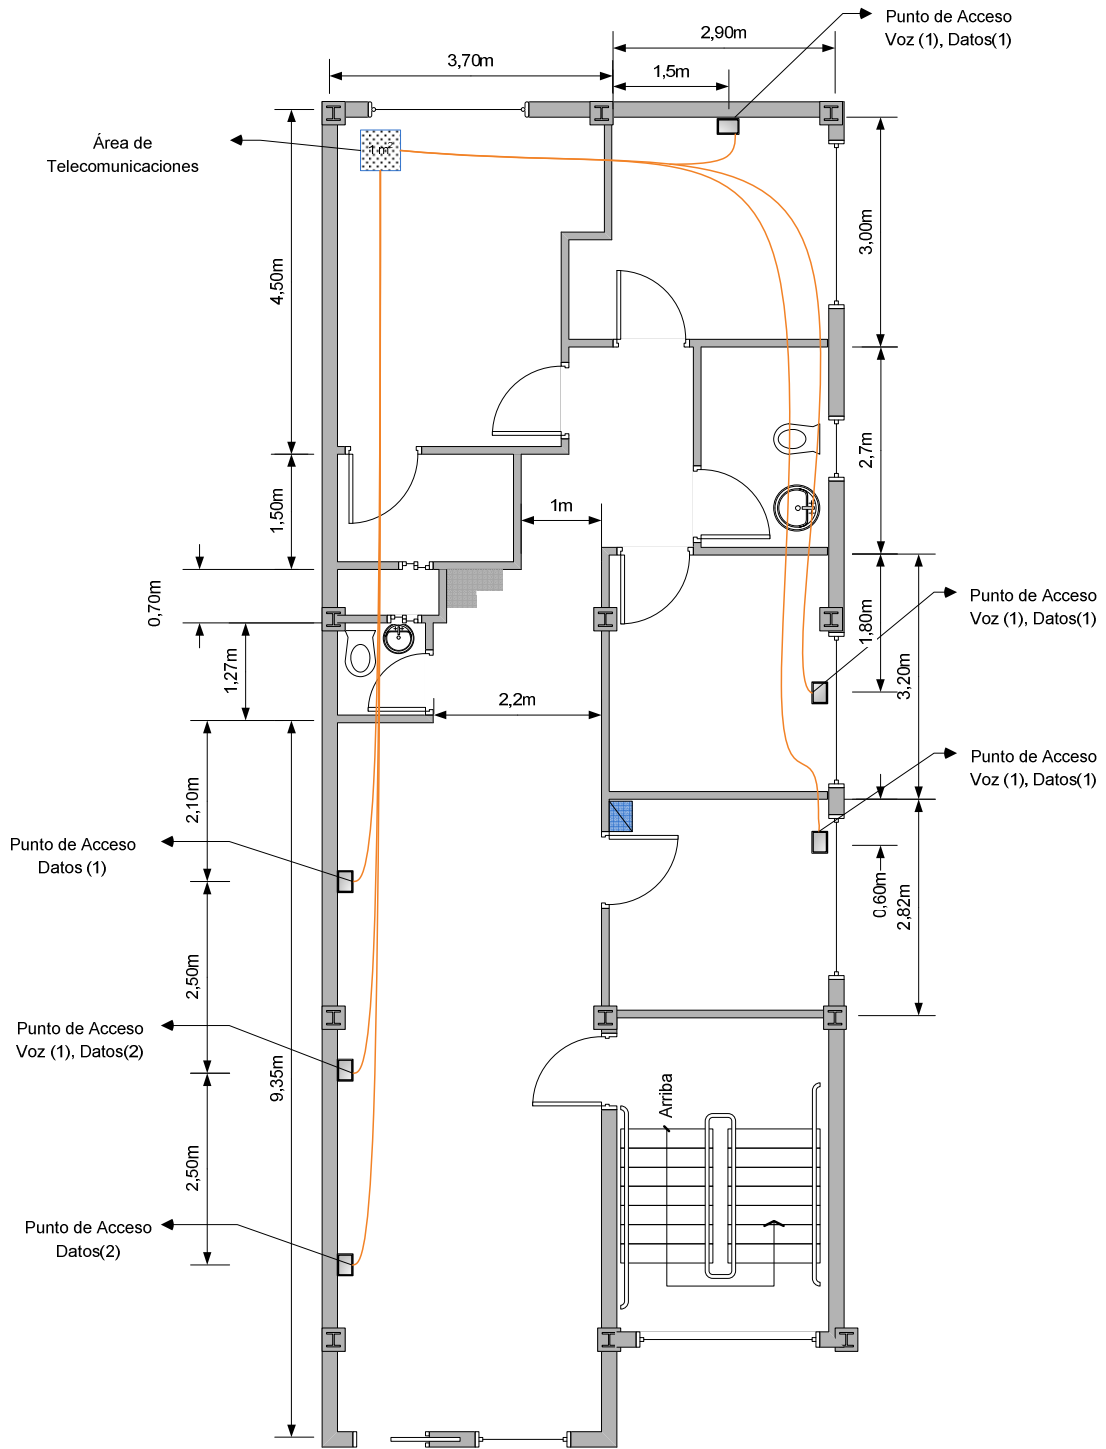 Punto de Acceso
Voz (1), Datos(1)
2,90m
3,70m
1,5m
Área de
Telecomunicaciones
1 m²
3,00m
4,50m
2,7m
1m
1,50m
0,70m
Punto de Acceso
Voz (1), Datos(1)
1,80m
3,20m
1,27m
2,2m
Punto de Acceso
Voz (1), Datos(1)
2,10m
Punto de Acceso
Datos (1)
0,60m
2,82m
2,50m
Punto de Acceso
Voz (1), Datos(2)
9,35m
Arriba
2,50m
Punto de Acceso
Datos(2)